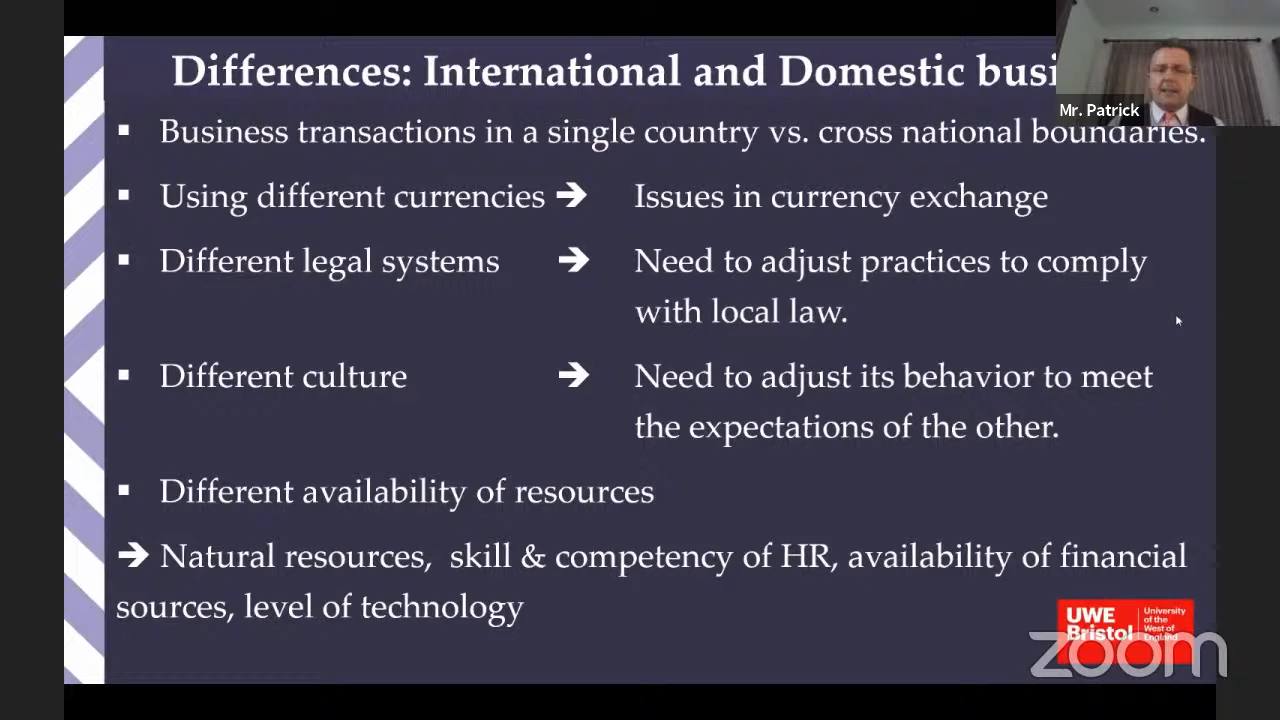 Differences: International and Domestic busi
Mr. Patrick
▪ Business transactions in a single country vs. cross national boundaries.
▪ Using different currencies ➔ Issues in currency exchange
▪ Different legal systems ➔ Need to adjust practices to comply
with local law.
▪ Different culture ➔ Need to adjust its behavior to meet
the expectations of the other.
▪ Different availability of resources
➔ Natural resources, skill & competency of HR, availability of financial
sources, level of technology
UWE
Bristol
University
of the
West of
England
zoom